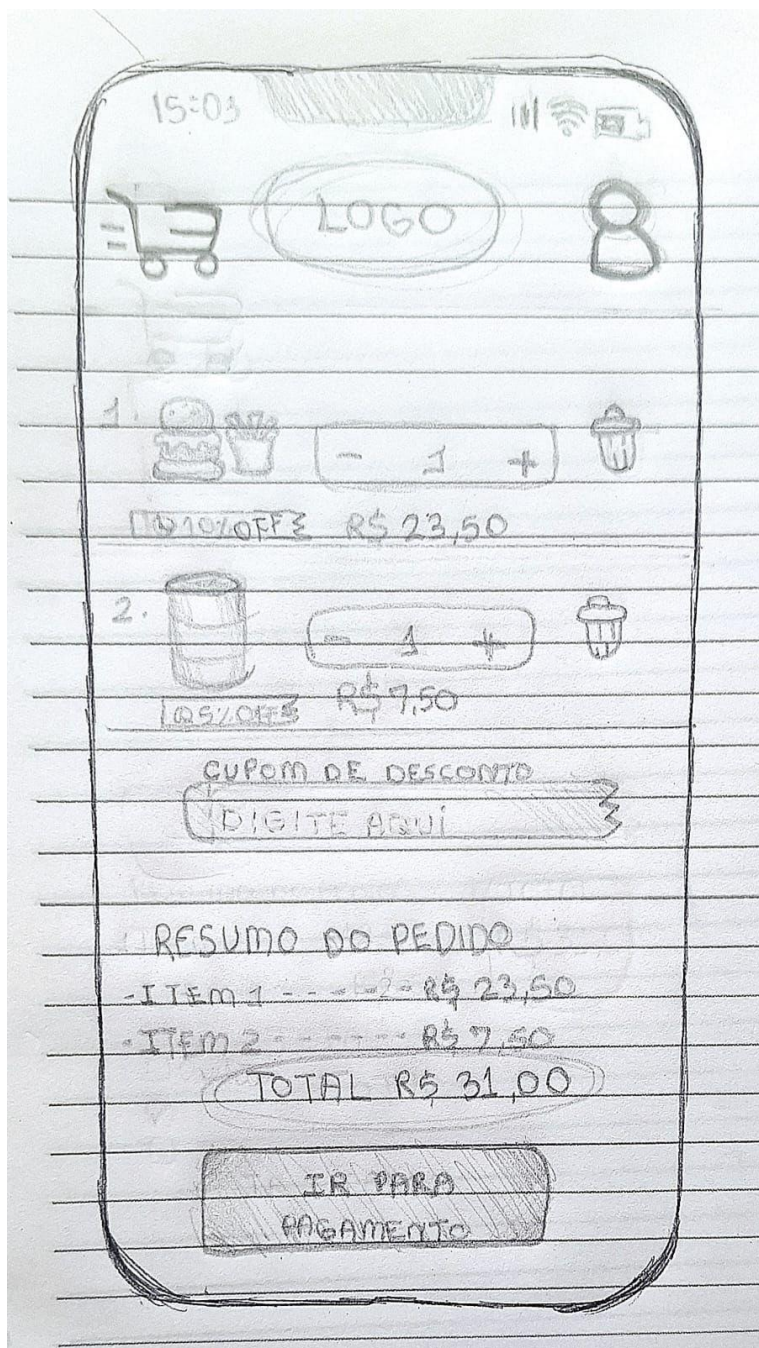 15:03
LOGO
1.
- 1 +
10% OFF R$ 23,50
2.
- 1 +
5% OFF R$ 7,50
CUPOM DE DESCONTO
DIGITE AQUI
RESUMO DO PEDIDO
-ITEM 1 ------ R$ 23,50
-ITEM 2 ------ R$ 7,50
TOTAL R$ 31,00
IR PARA
PAGAMENTO